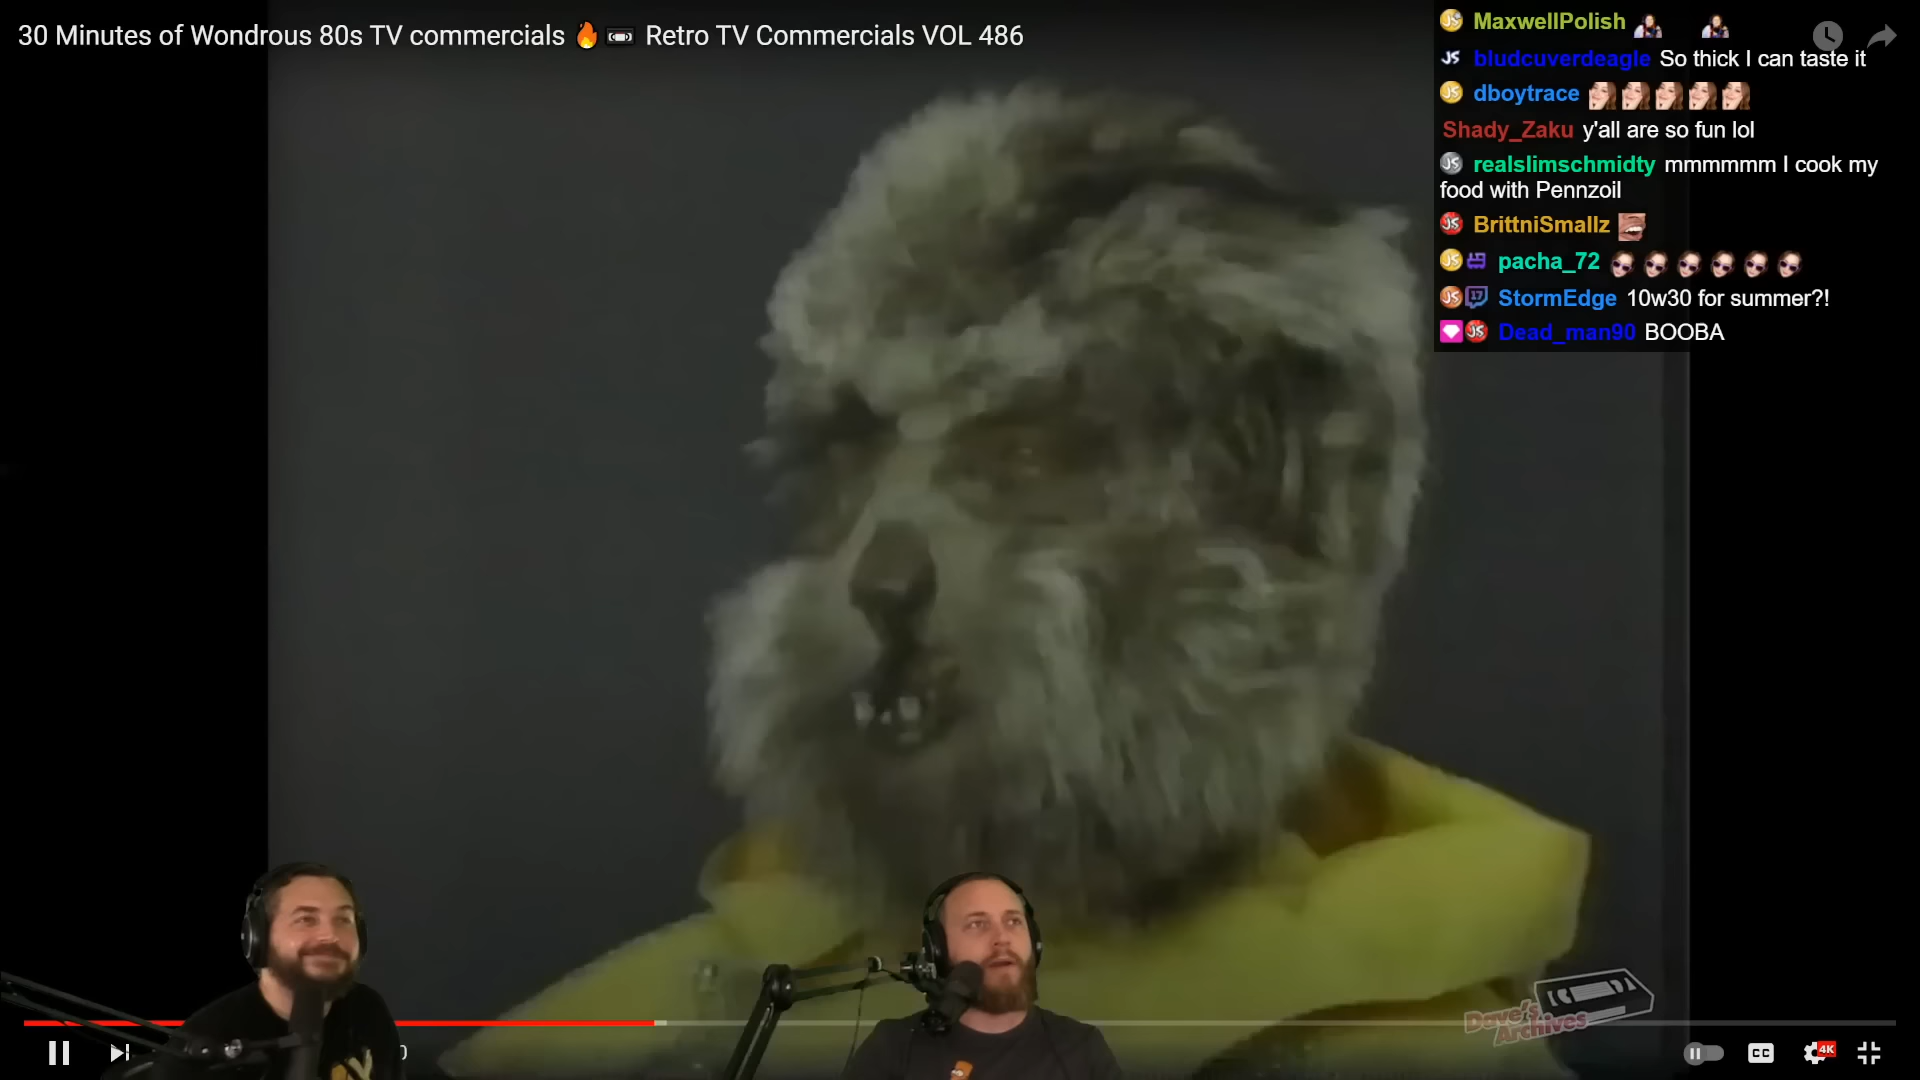 30 Minutes of Wondrous 80s TV commercials 🔥📼 Retro TV Commercials VOL 486
MaxwellPolish
bludcuverdeagle So thick I can taste it
dboytrace
Shady_Zaku y'all are so fun lol
realslimschmidty mmmmmm I cook my
food with Pennzoil
BrittniSmallz
pacha_72
StormEdge 10w30 for summer?!
Dead_man90 BOOBA
Dave's
Archives
CC
4K